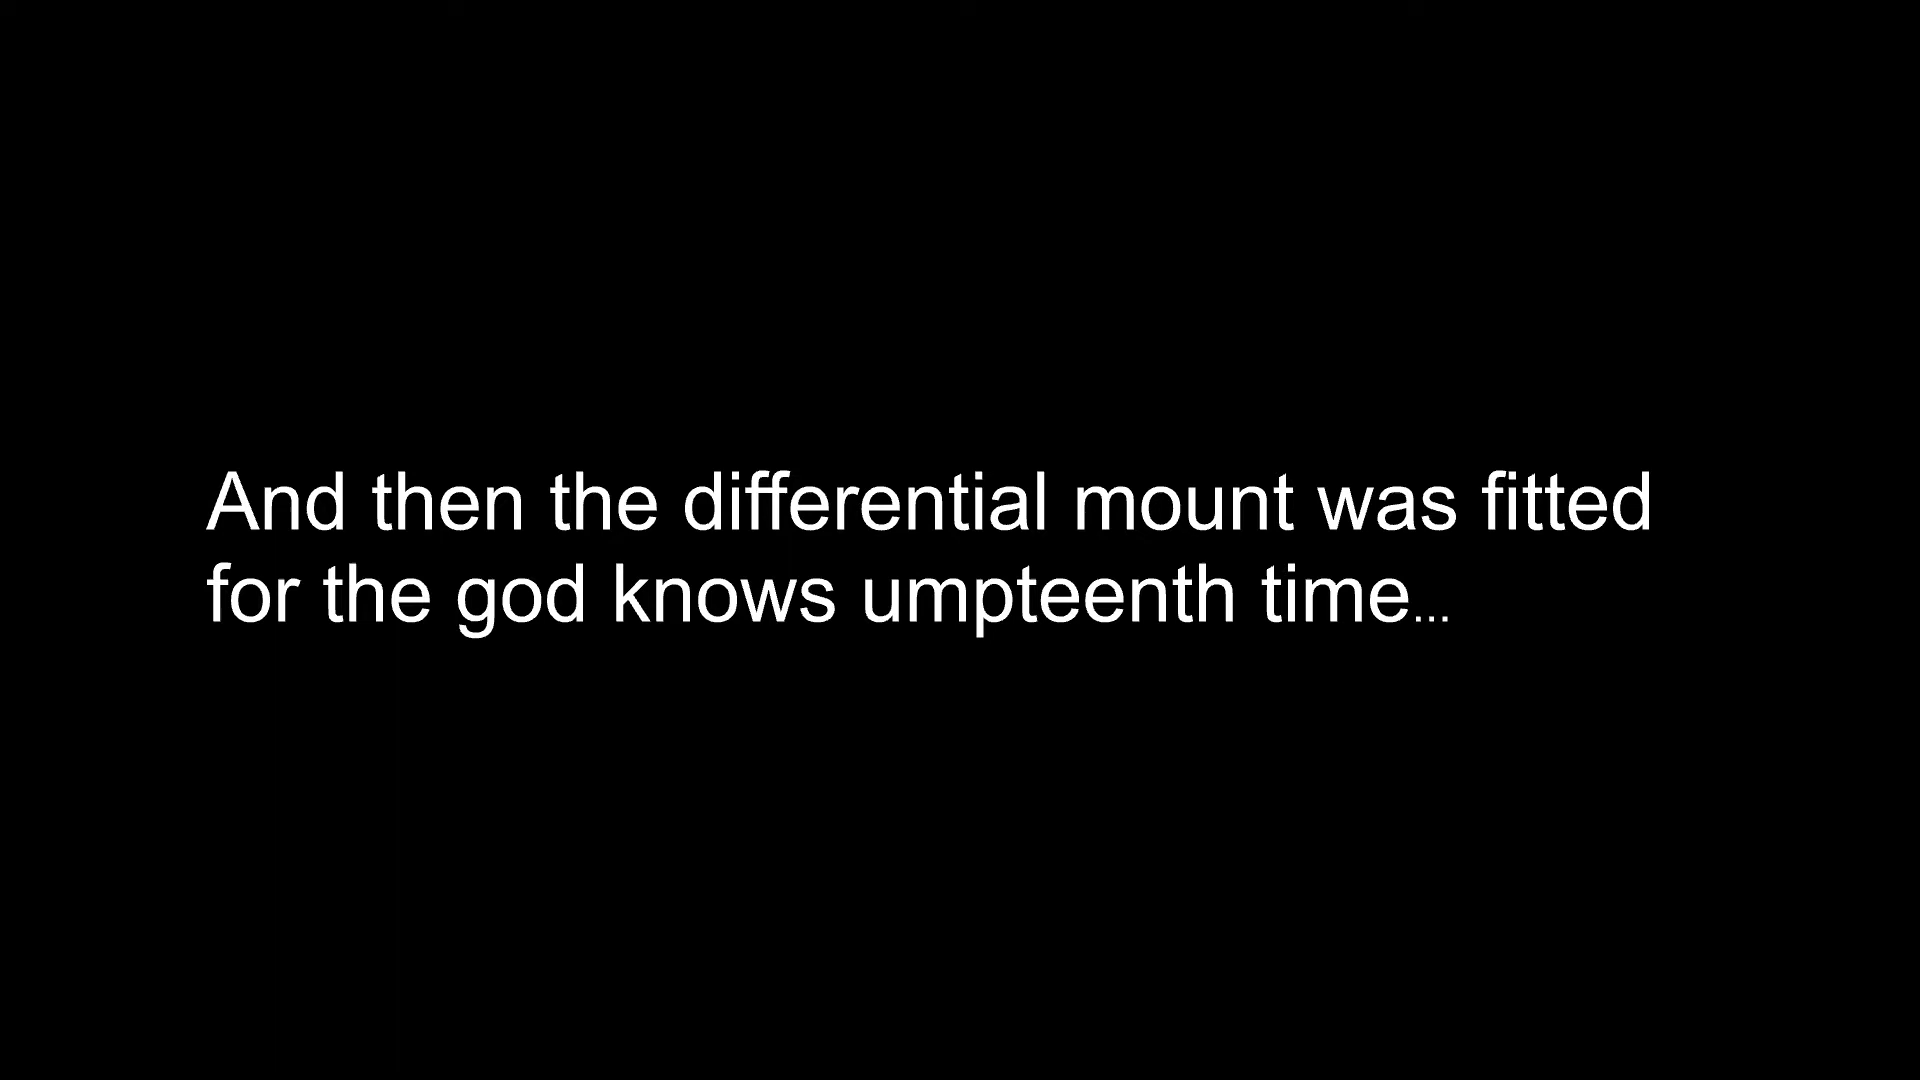 And then the differential mount was fitted
for the god knows umpteenth time...